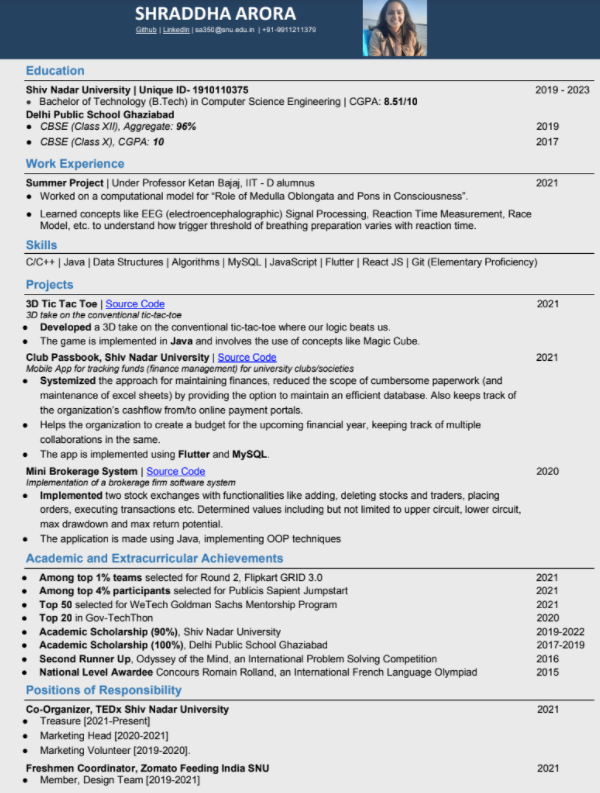 SHRADDHA ARORA
Github | LinkedIn | sa350@snu.edu.in | +91-9911211379
Education
Shiv Nadar University | Unique ID- 1910110375 2019 - 2023
● Bachelor of Technology (B.Tech) in Computer Science Engineering | CGPA: 8.51/10
Delhi Public School Ghaziabad
● CBSE (Class XII), Aggregate: 96% 2019
● CBSE (Class X), CGPA: 10 2017
Work Experience
Summer Project | Under Professor Ketan Bajaj, IIT - D alumnus 2021
● Worked on a computational model for “Role of Medulla Oblongata and Pons in Consciousness”.
● Learned concepts like EEG (electroencephalographic) Signal Processing, Reaction Time Measurement, Race
Model, etc. to understand how trigger threshold of breathing preparation varies with reaction time.
Skills
C/C++ | Java | Data Structures | Algorithms | MySQL | JavaScript | Flutter | React JS | Git (Elementary Proficiency)
Projects
3D Tic Tac Toe | Source Code 2021
3D take on the conventional tic-tac-toe
● Developed a 3D take on the conventional tic-tac-toe where our logic beats us.
● The game is implemented in Java and involves the use of concepts like Magic Cube.
Club Passbook, Shiv Nadar University | Source Code 2021
Mobile App for tracking funds (finance management) for university clubs/societies
● Systemized the approach for maintaining finances, reduced the scope of cumbersome paperwork (and
maintenance of excel sheets) by providing the option to maintain an efficient database. Also keeps track of
the organization's cashflow from/to online payment portals.
● Helps the organization to create a budget for the upcoming financial year, keeping track of multiple
collaborations in the same.
● The app is implemented using Flutter and MySQL.
Mini Brokerage System | Source Code 2020
Implementation of a brokerage firm software system
● Implemented two stock exchanges with functionalities like adding, deleting stocks and traders, placing
orders, executing transactions etc. Determined values including but not limited to upper circuit, lower circuit,
max drawdown and max return potential.
● The application is made using Java, implementing OOP techniques
Academic and Extracurricular Achievements
● Among top 1% teams selected for Round 2, Flipkart GRID 3.0 2021
● Among top 4% participants selected for Publicis Sapient Jumpstart 2021
● Top 50 selected for WeTech Goldman Sachs Mentorship Program 2021
● Top 20 in Gov-TechThon 2020
● Academic Scholarship (90%), Shiv Nadar University 2019-2022
● Academic Scholarship (100%), Delhi Public School Ghaziabad 2017-2019
● Second Runner Up, Odyssey of the Mind, an International Problem Solving Competition 2016
● National Level Awardee Concours Romain Rolland, an International French Language Olympiad 2015
Positions of Responsibility
Co-Organizer, TEDx Shiv Nadar University 2021
● Treasure [2021-Present]
● Marketing Head [2020-2021]
● Marketing Volunteer [2019-2020].
Freshmen Coordinator, Zomato Feeding India SNU 2021
● Member, Design Team [2019-2021]